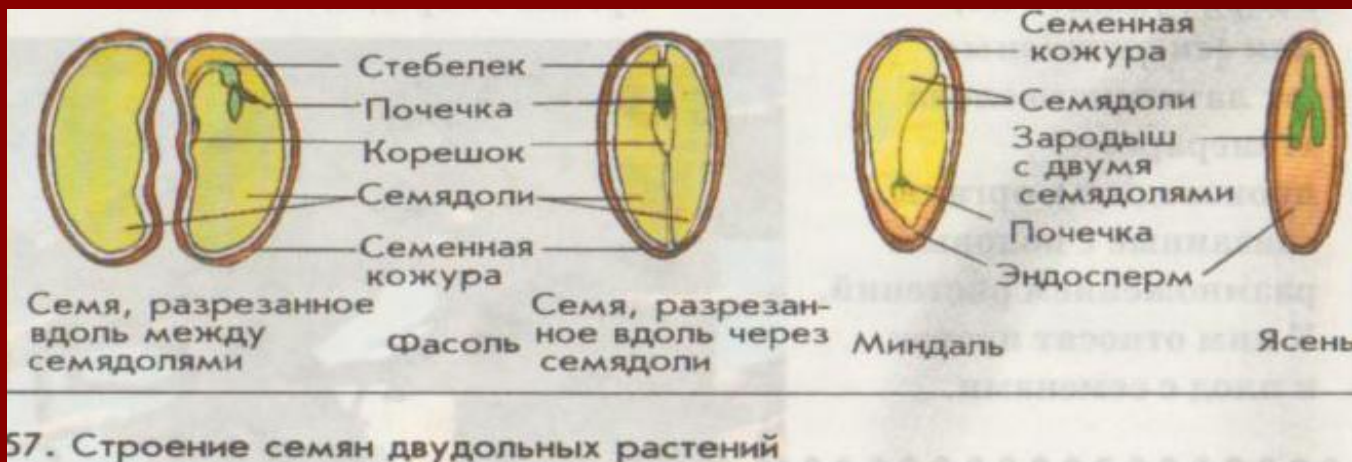 Стебелек
Почечка
Корешок
Семядоли
Семенная
кожура
Семя, разрезанное
вдоль между
семядолями
Фасоль
Семя, разрезан-
ное вдоль через
семядоли
Семенная
кожура
Семядоли
Зародыш
с двумя
семядолями
Почечка
Эндосперм
Миндаль
Ясень
57. Строение семян двудольных растений